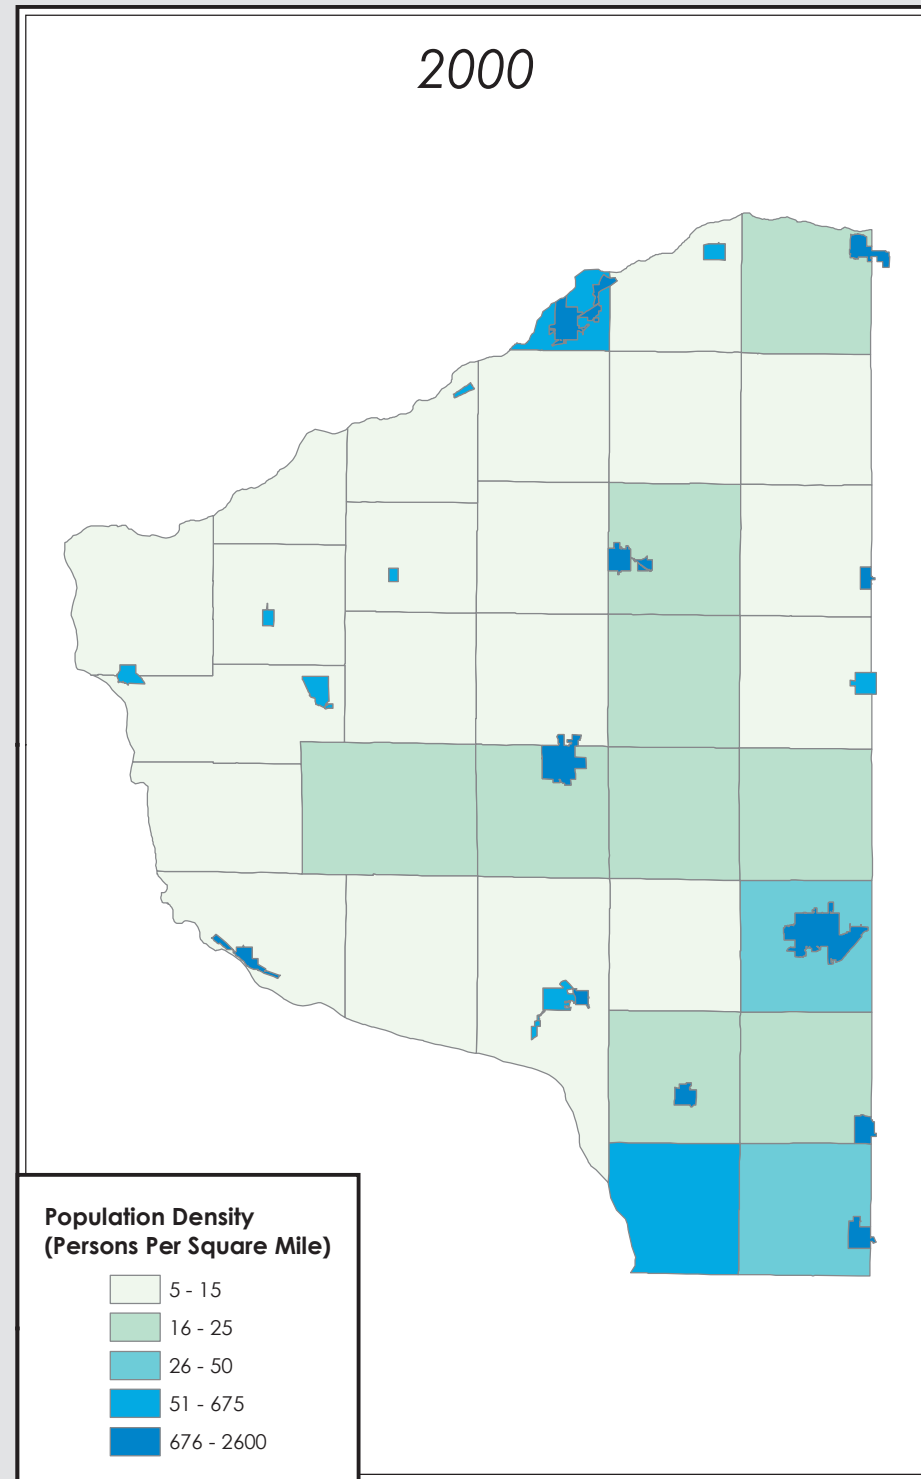 2000
Population Density
(Persons Per Square Mile)
5 - 15
16 - 25
26 - 50
51 - 675
676 - 2600